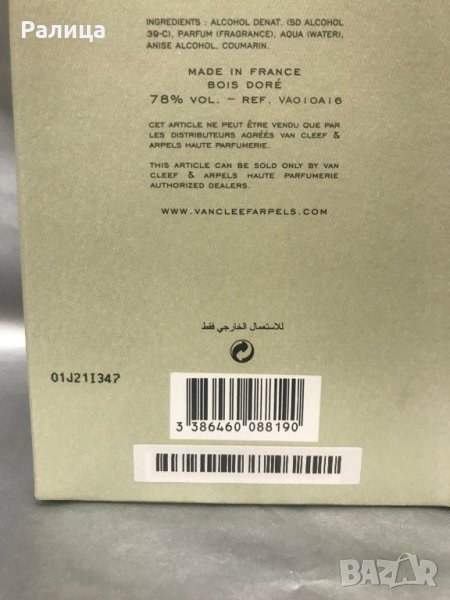 Ралица
INGREDIENTS : ALCOHOL DENAT. (SD ALCOHOL
39-C), PARFUM (FRAGRANCE), AQUA (WATER),
ANISE ALCOHOL, COUMARIN.
MADE IN FRANCE
BOIS DORÉ
78% VOL. – REF. VA010A16
CET ARTICLE NE PEUT ÊTRE VENDU QUE PAR
LES DISTRIBUTEURS AGRÉÉS VAN CLEEF &
ARPELS HAUTE PARFUMERIE.
THIS ARTICLE CAN BE SOLD ONLY BY VAN
CLEEF & ARPELS HAUTE PARFUMERIE
AUTHORIZED DEALERS.
WWW.VANCLEEFARPELS.COM
للاستعمال الخارجي فقط
01J21I347
3 386460 088190
BAZAR